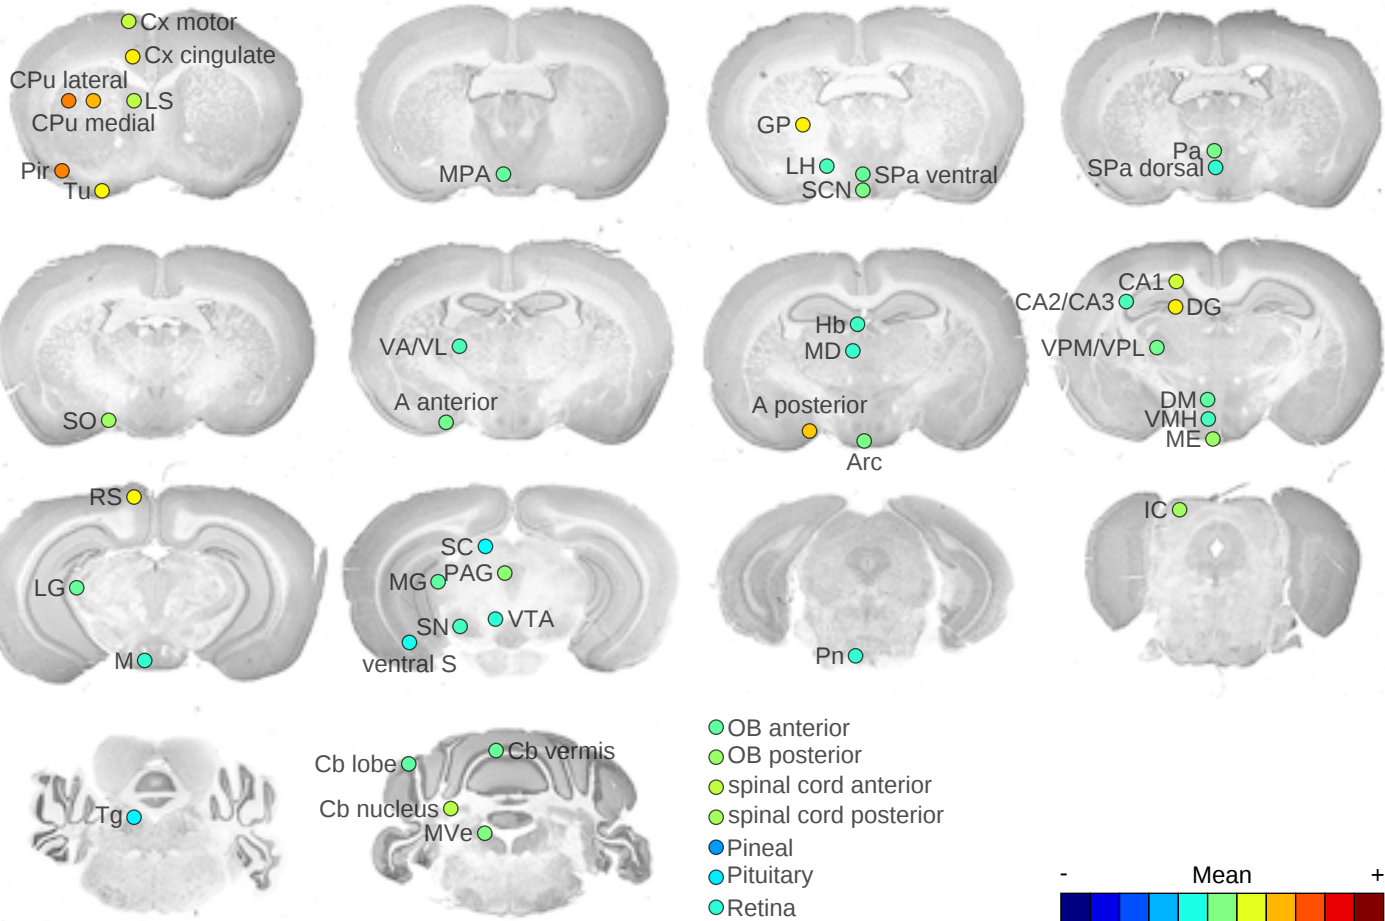 Cx motor
Cx cingulate
CPu lateral
LS
CPu medial
Pir
Tu
MPA
GP
LH
SPa ventral
SCN
Pa
SPa dorsal
SO
VA/VL
A anterior
Hb
MD
A posterior
Arc
CA1
CA2/CA3
DG
VPM/VPL
DM
VMH
ME
RS
LG
M
SC
MG
PAG
SN
VTA
ventral S
Pn
IC
Tg
Cb lobe
Cb vermis
Cb nucleus
MVe
OB anterior
OB posterior
spinal cord anterior
spinal cord posterior
Pineal
Pituitary
Retina
- Mean +